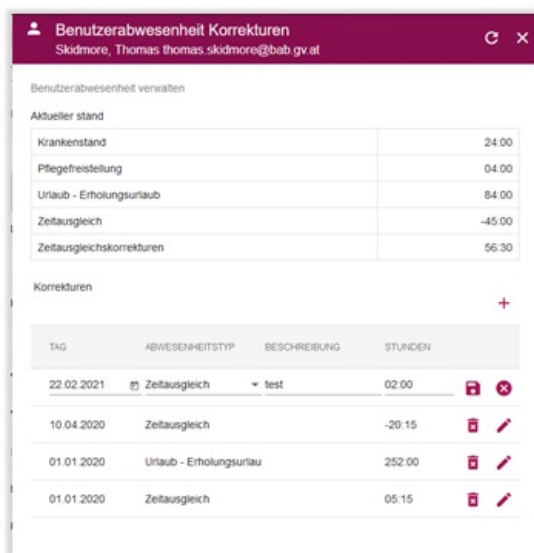 Benutzerabwesenheit Korrekturen
Skidmore, Thomas thomas.skidmore@bab.gv.at
Benutzerabwesenheit verwalten
Aktueller stand
Krankenstand 24:00
Pflegefreistellung 04:00
Urlaub - Erholungsurlaub 84:00
Zeitausgleich -45:00
Zeitausgleichskorrekturen 56:30
Korrekturen
TAG ABWESENHEITSTYP BESCHREIBUNG STUNDEN
22.02.2021 Zeitausgleich test 02:00
10.04.2020 Zeitausgleich -20:15
01.01.2020 Urlaub - Erholungsurlau 252:00
01.01.2020 Zeitausgleich 05:15